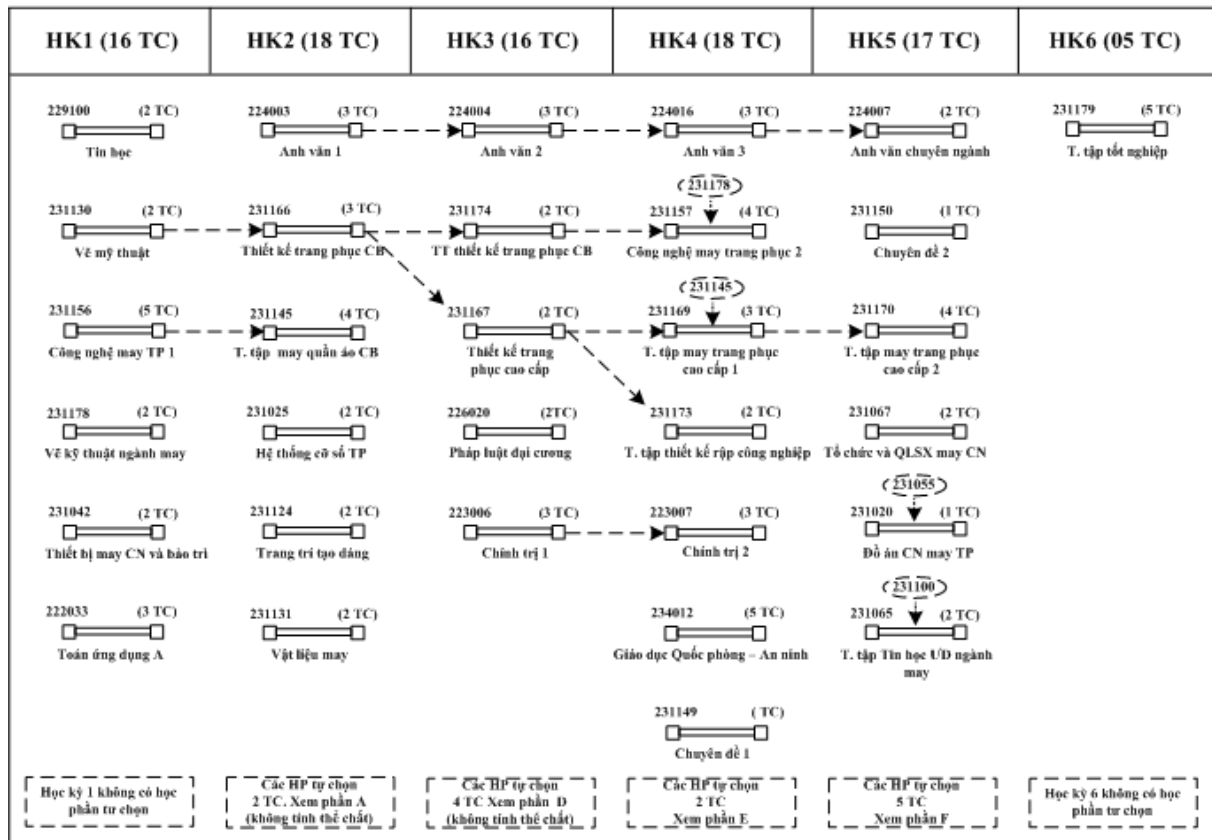 HK1 (16 TC)
HK2 (18 TC)
HK3 (16 TC)
HK4 (18 TC)
HK5 (17 TC)
HK6 (05 TC)
229100 (2 TC)
Tin học
224003 (3 TC)
Anh văn 1
224004 (3 TC)
Anh văn 2
224016 (3 TC)
Anh văn 3
224007 (2 TC)
Anh văn chuyên ngành
231179 (5 TC)
T. tập tốt nghiệp
231130 (2 TC)
Vẽ mỹ thuật
231166 (3 TC)
Thiết kế trang phục CB
231174 (2 TC)
TT thiết kế trang phục CB
231178
231157 (4 TC)
Công nghệ may trang phục 2
231150 (1 TC)
Chuyên đề 2
231156 (5 TC)
Công nghệ may TP 1
231145 (4 TC)
T. tập may quần áo CB
231167 (2 TC)
Thiết kế trang
phục cao cấp
231145
231169 (3 TC)
T. tập may trang phục
cao cấp 1
231170 (4 TC)
T. tập may trang phục
cao cấp 2
231178 (2 TC)
Vẽ kỹ thuật ngành may
231025 (2 TC)
Hệ thống cỡ số TP
226020 (2TC)
Pháp luật đại cương
231173 (2 TC)
T. tập thiết kế rập công nghiệp
231067 (2 TC)
Tổ chức và QLSX may CN
231042 (2 TC)
Thiết bị may CN và bảo trì
231124 (2 TC)
Trang trí tạo dáng
223006 (3 TC)
Chính trị 1
223007 (3 TC)
Chính trị 2
231055
231020 (1 TC)
Đồ án CN may TP
222033 (3 TC)
Toán ứng dụng A
231131 (2 TC)
Vật liệu may
234012 (5 TC)
Giáo dục Quốc phòng – An ninh
231100
231065 (2 TC)
T. tập Tin học UD ngành
may
231149 ( TC)
Chuyên đề 1
Học kỳ 1 không có học
phần tư chọn
Các HP tự chọn
2 TC. Xem phần A
(không tính thể chất)
Các HP tự chọn
4 TC Xem phần D
(không tính thể chất)
Các HP tự chọn
2 TC
Xem phần E
Các HP tự chọn
5 TC
Xem phần F
Học kỳ 6 không có học
phần tư chọn